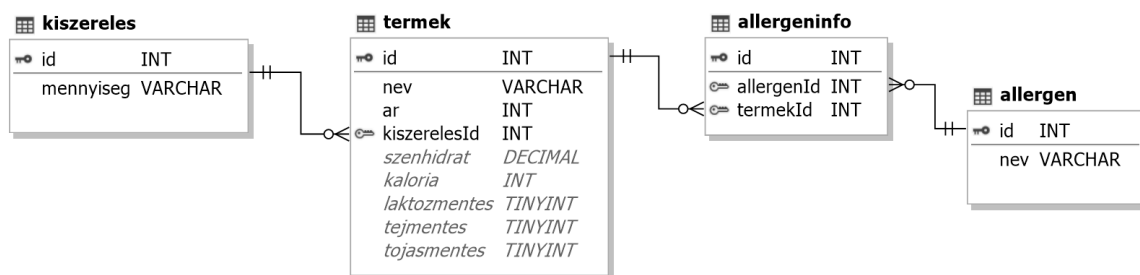 kiszereles
id INT
mennyiseg VARCHAR
termek
id INT
nev VARCHAR
ar INT
kiszerelesId INT
szenhidrat DECIMAL
kaloria INT
laktozmentes TINYINT
tejmentes TINYINT
tojasmentes TINYINT
allergeninfo
id INT
allergenId INT
termekId INT
allergen
id INT
nev VARCHAR